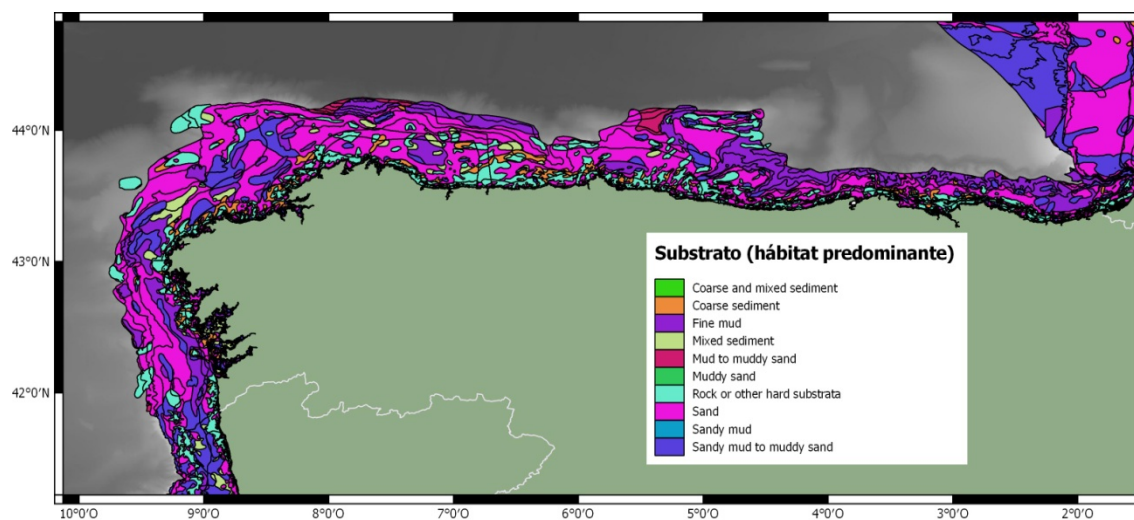 44°0'N
43°0'N
42°0'N
Substrato (hábitat predominante)
Coarse and mixed sediment
Coarse sediment
Fine mud
Mixed sediment
Mud to muddy sand
Muddy sand
Rock or other hard substrata
Sand
Sandy mud
Sandy mud to muddy sand
10°0'O 9°0'O 8°0'O 7°0'O 6°0'O 5°0'O 4°0'O 3°0'O 2°0'O